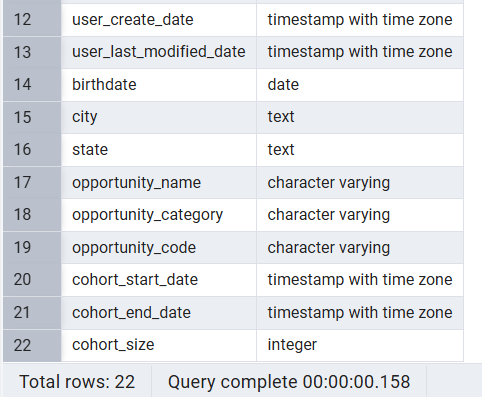 12 user_create_date timestamp with time zone
13 user_last_modified_date timestamp with time zone
14 birthdate date
15 city text
16 state text
17 opportunity_name character varying
18 opportunity_category character varying
19 opportunity_code character varying
20 cohort_start_date timestamp with time zone
21 cohort_end_date timestamp with time zone
22 cohort_size integer
Total rows: 22 Query complete 00:00:00.158